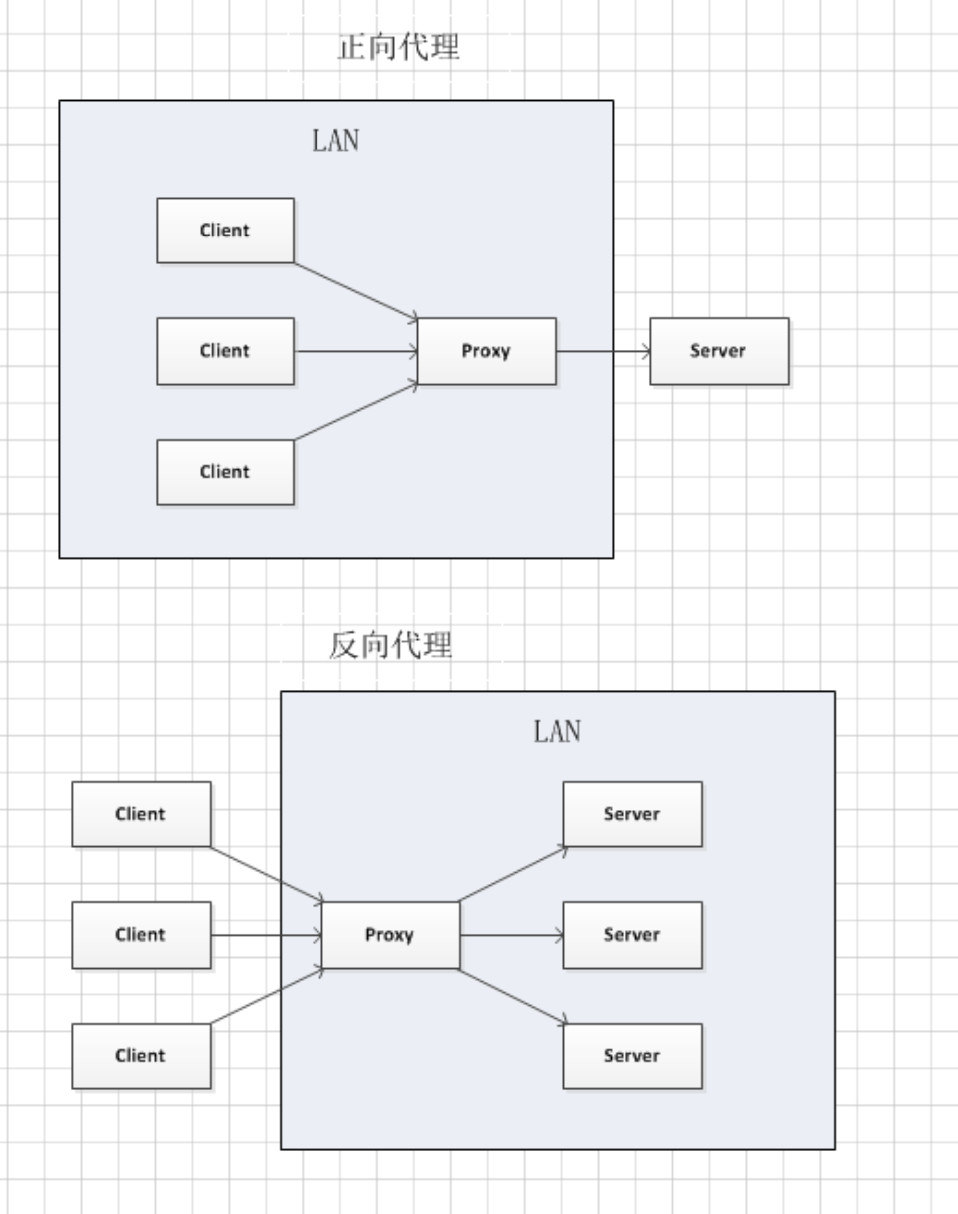 正向代理
LAN
Client
Client
Proxy
Server
Client
反向代理
LAN
Client
Server
Client
Proxy
Server
Client
Server